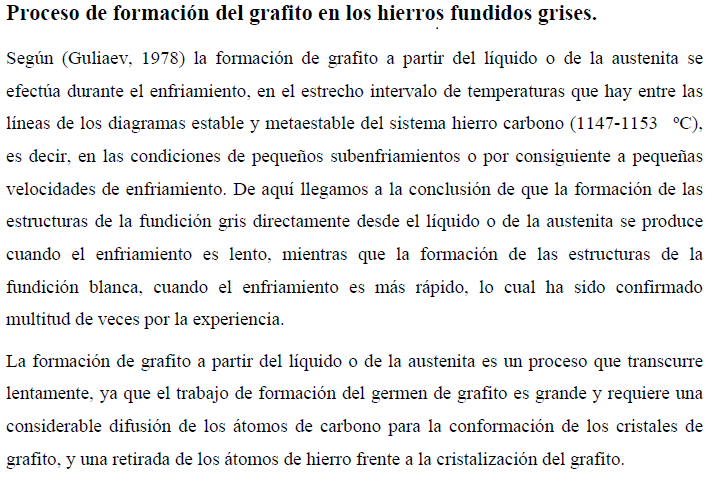 Proceso de formación del grafito en los hierros fundidos grises.
Según (Guliaev, 1978) la formación de grafito a partir del líquido o de la austenita se
efectúa durante el enfriamiento, en el estrecho intervalo de temperaturas que hay entre las
líneas de los diagramas estable y metaestable del sistema hierro carbono (1147-1153 ºC),
es decir, en las condiciones de pequeños subenfriamientos o por consiguiente a pequeñas
velocidades de enfriamiento. De aquí llegamos a la conclusión de que la formación de las
estructuras de la fundición gris directamente desde el líquido o de la austenita se produce
cuando el enfriamiento es lento, mientras que la formación de las estructuras de la
fundición blanca, cuando el enfriamiento es más rápido, lo cual ha sido confirmado
multitud de veces por la experiencia.
La formación de grafito a partir del líquido o de la austenita es un proceso que transcurre
lentamente, ya que el trabajo de formación del germen de grafito es grande y requiere una
considerable difusión de los átomos de carbono para la conformación de los cristales de
grafito, y una retirada de los átomos de hierro frente a la cristalización del grafito.